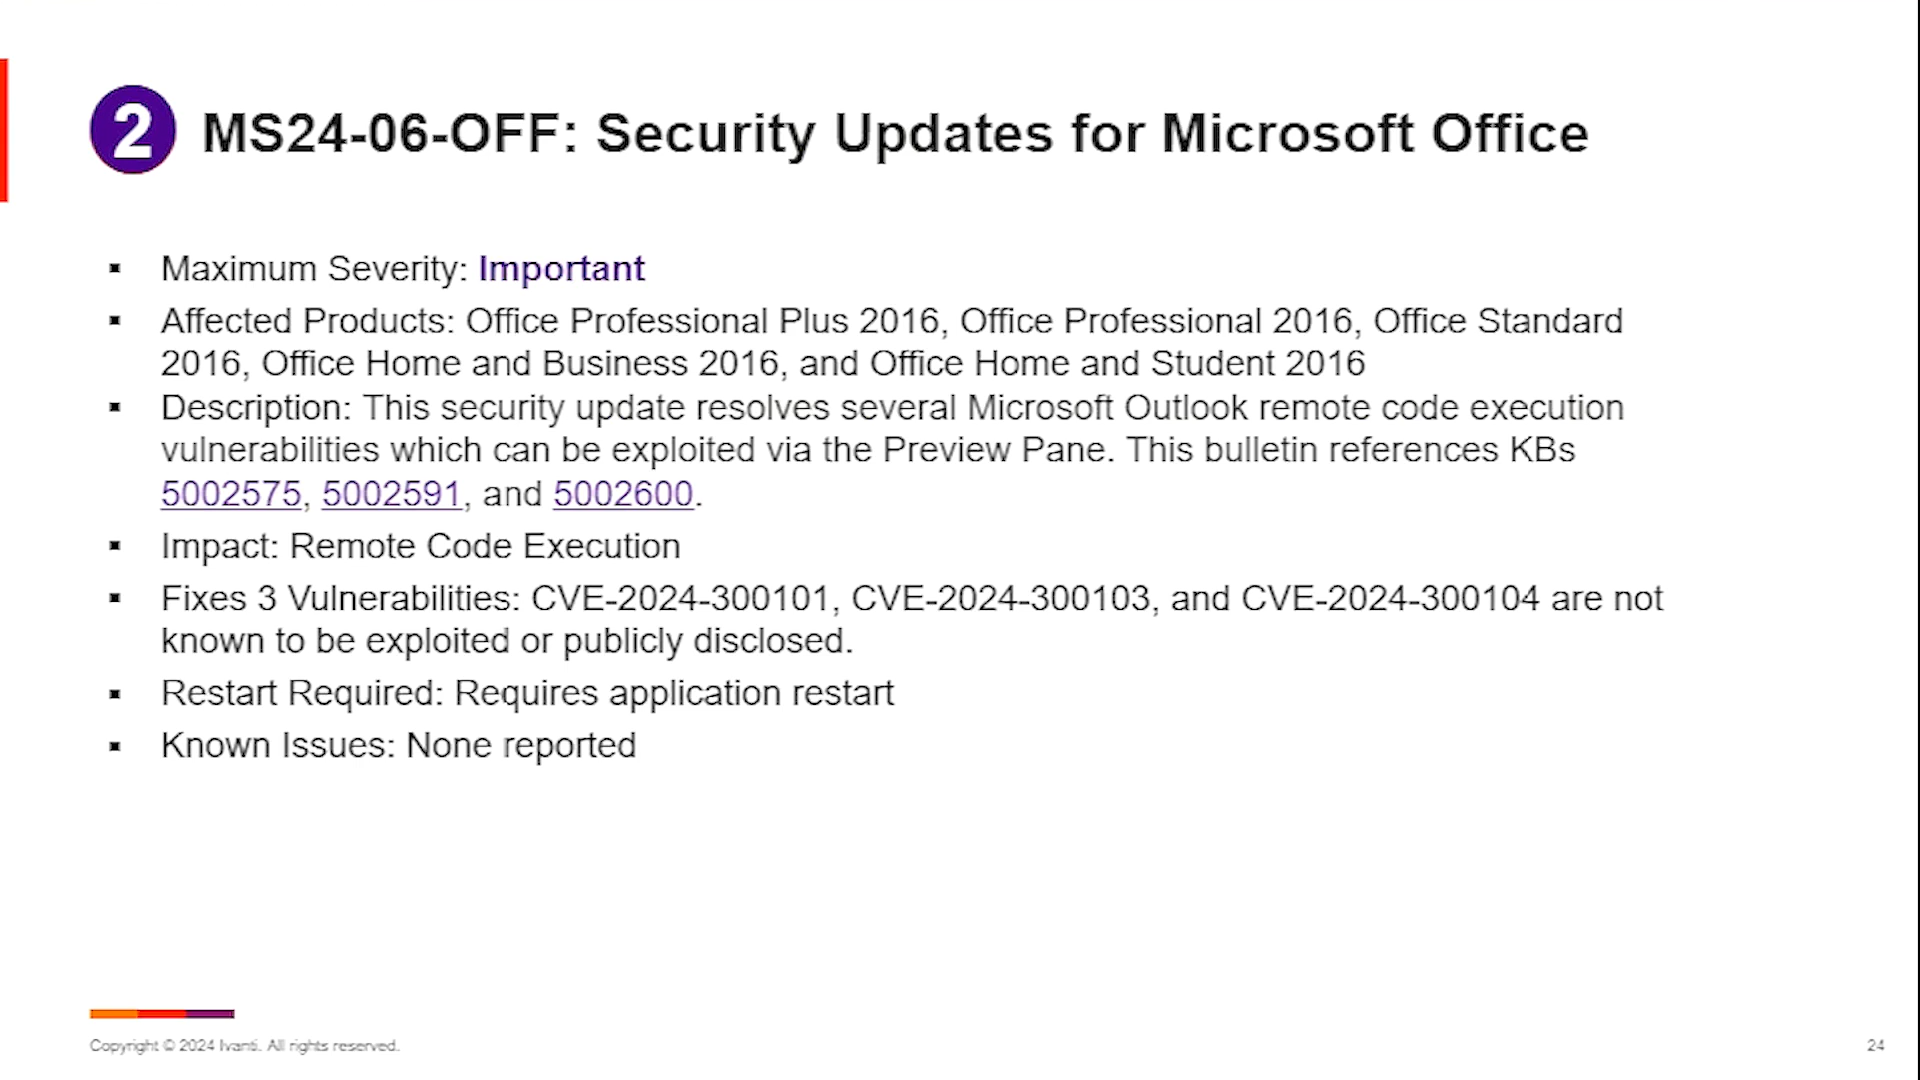 2 MS24-06-OFF: Security Updates for Microsoft Office
▪ Maximum Severity: Important
▪ Affected Products: Office Professional Plus 2016, Office Professional 2016, Office Standard
2016, Office Home and Business 2016, and Office Home and Student 2016
▪ Description: This security update resolves several Microsoft Outlook remote code execution
vulnerabilities which can be exploited via the Preview Pane. This bulletin references KBs
5002575, 5002591, and 5002600.
▪ Impact: Remote Code Execution
▪ Fixes 3 Vulnerabilities: CVE-2024-300101, CVE-2024-300103, and CVE-2024-300104 are not
known to be exploited or publicly disclosed.
▪ Restart Required: Requires application restart
▪ Known Issues: None reported
Copyright © 2024 Ivanti. All rights reserved.
24